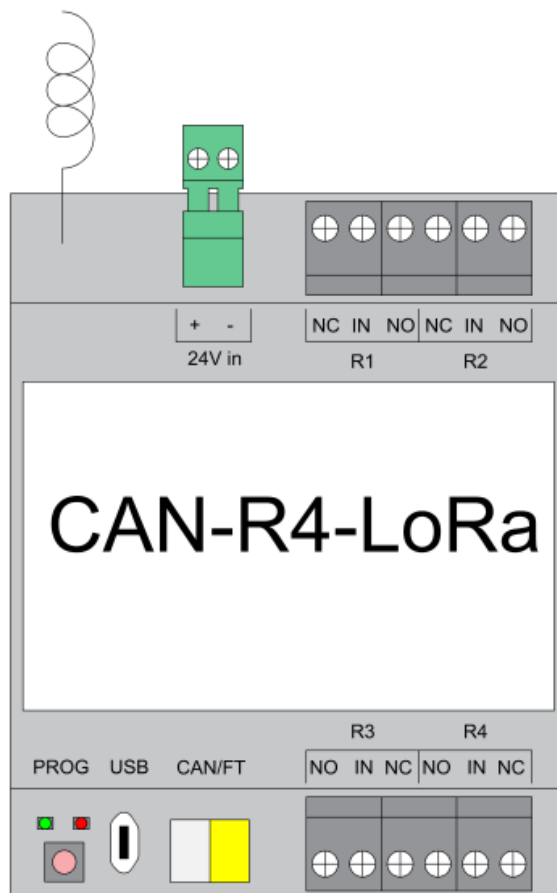 + - NC IN NO NC IN NO
24V in R1 R2
CAN-R4-LoRa
R3 R4
PROG USB CAN/FT NO IN NC NO IN NC